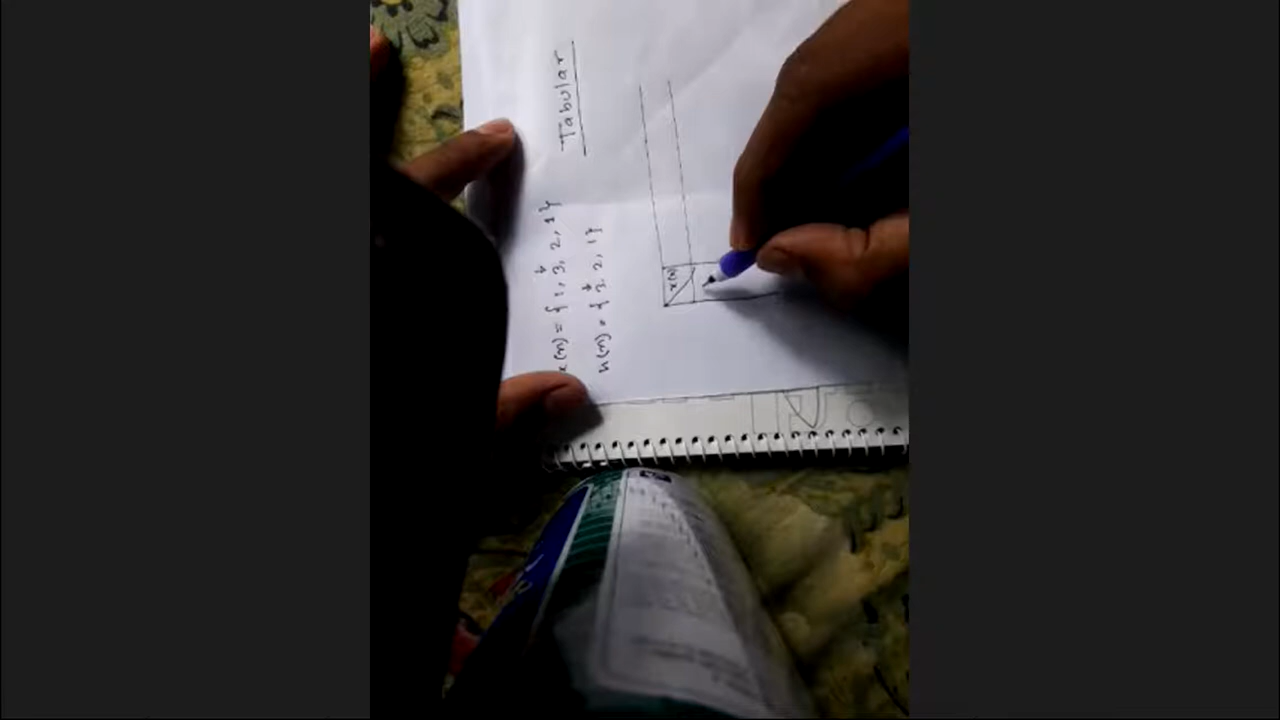 Tabular
x(n) = { 1, 3, 2, 1}
h(n) = { 3, 2, 1}
x(n)